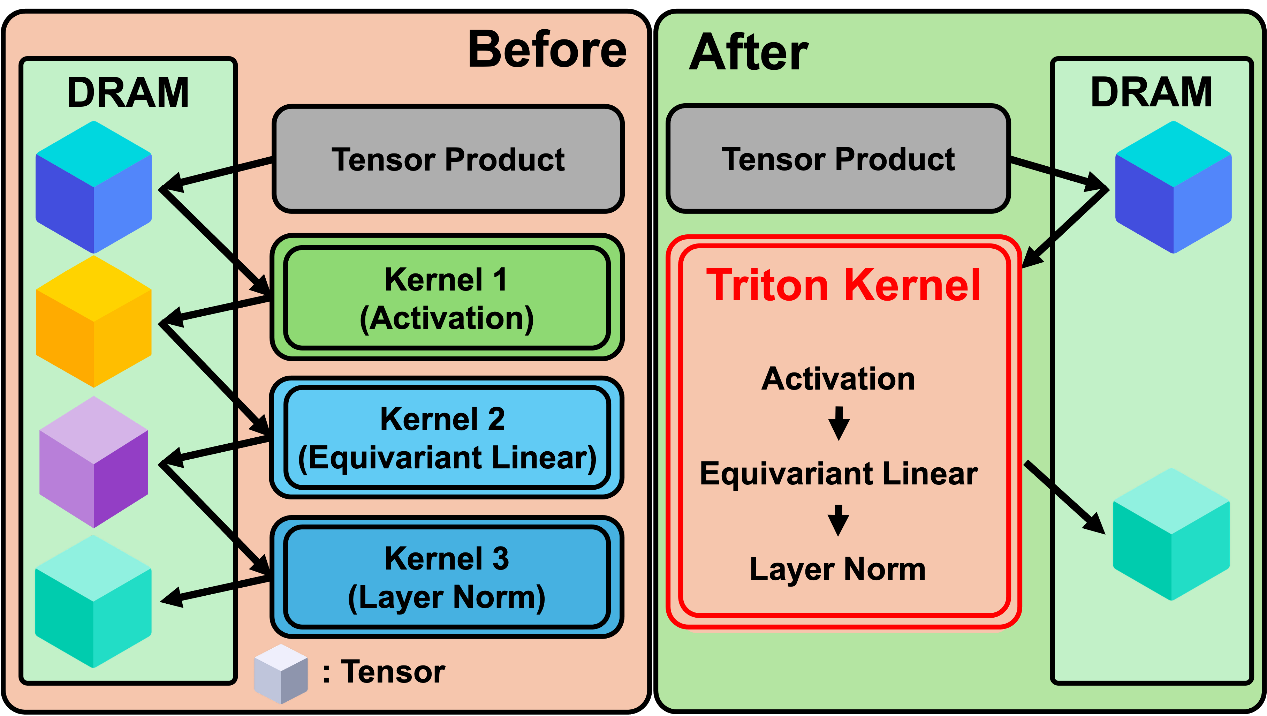 Before
DRAM
Tensor Product
Kernel 1
(Activation)
Kernel 2
(Equivariant Linear)
Kernel 3
(Layer Norm)
: Tensor
After
DRAM
Tensor Product
Triton Kernel
Activation
Equivariant Linear
Layer Norm